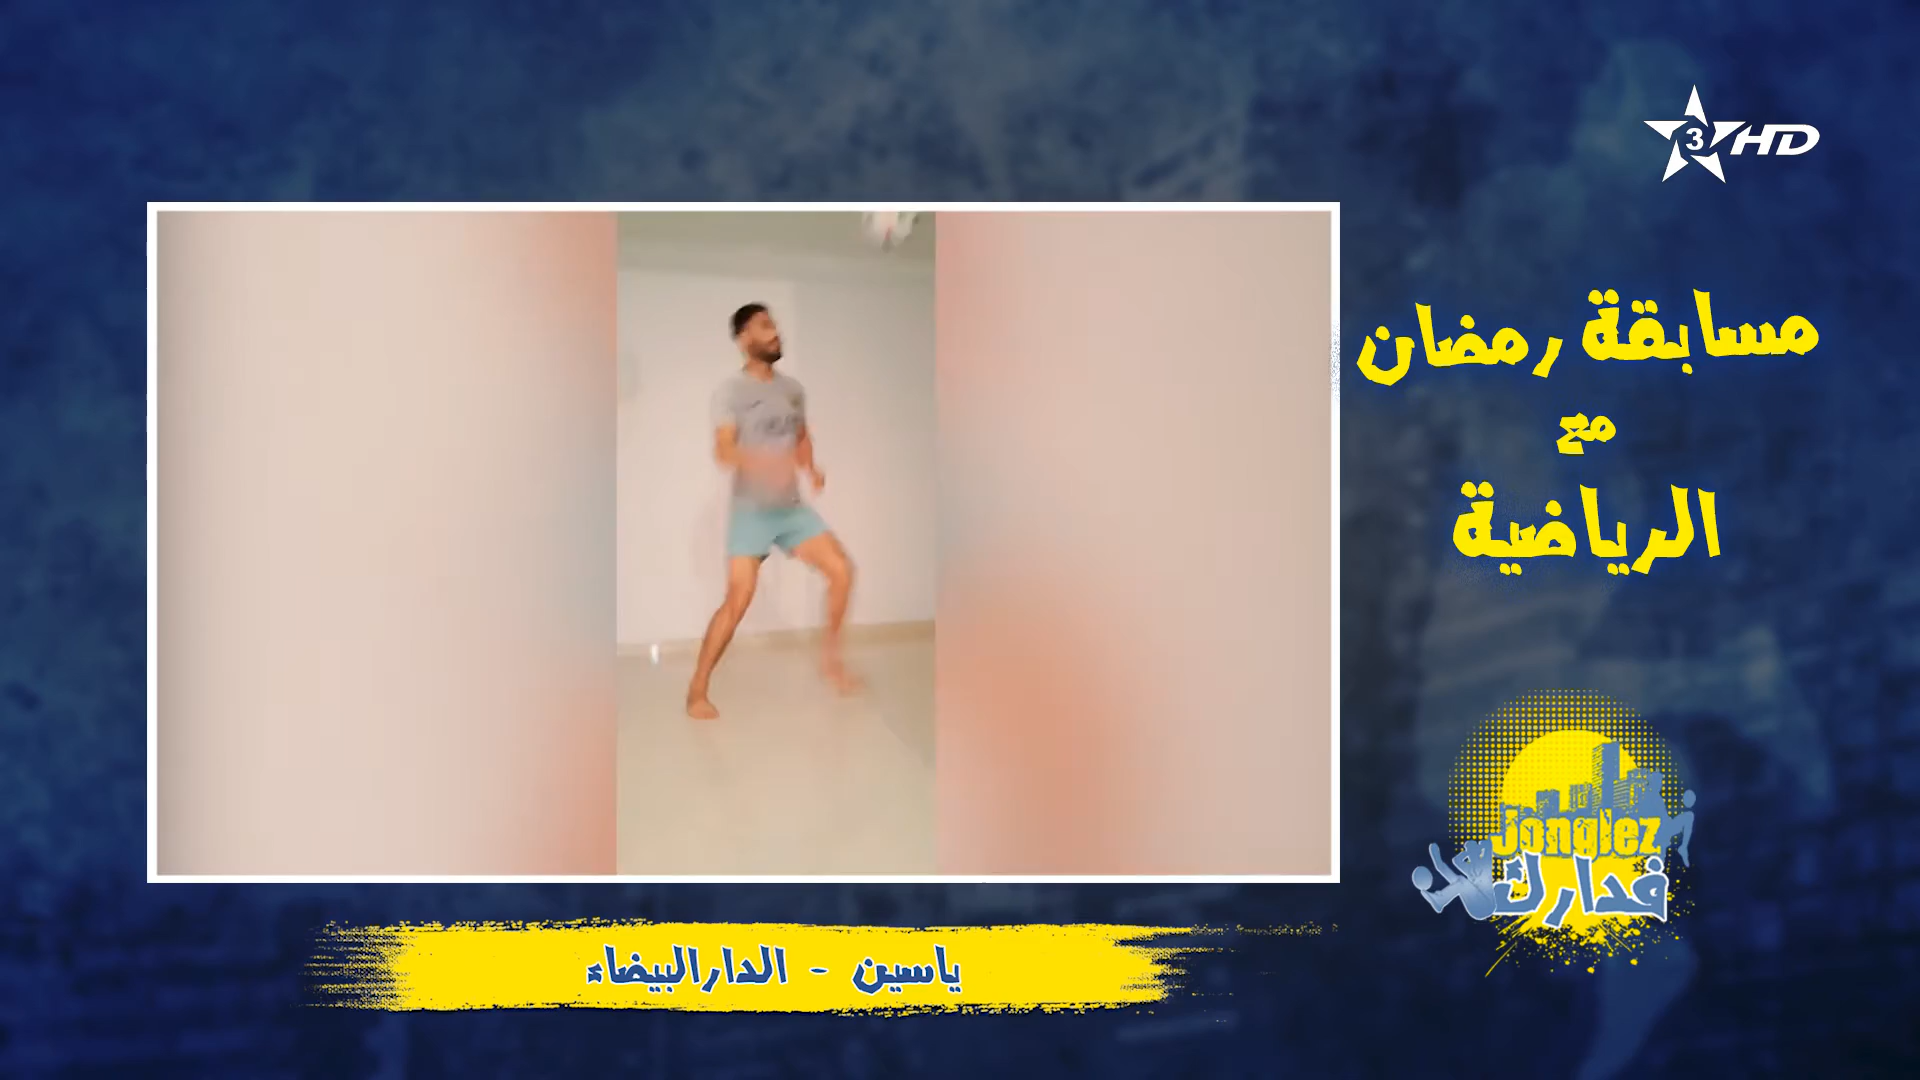 3 HD
مسابقة رمضان
مع
الرياضية
Jonglez
فدارك
ياسين - الدارالبيضاء